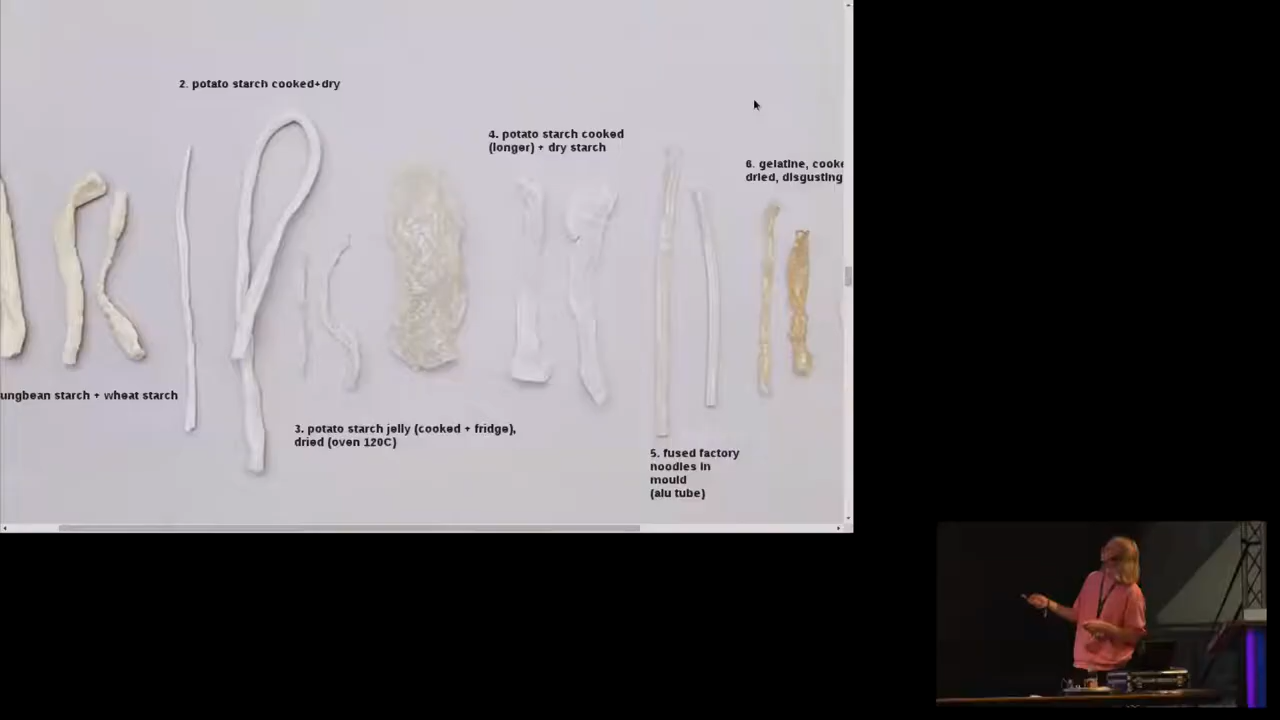 2. potato starch cooked+dry
4. potato starch cooked
(longer) + dry starch
6. gelatine, cooke
dried, disgusting
ungbean starch + wheat starch
3. potato starch jelly (cooked + fridge),
dried (oven 120C)
5. fused factory
noodles in
mould
(alu tube)